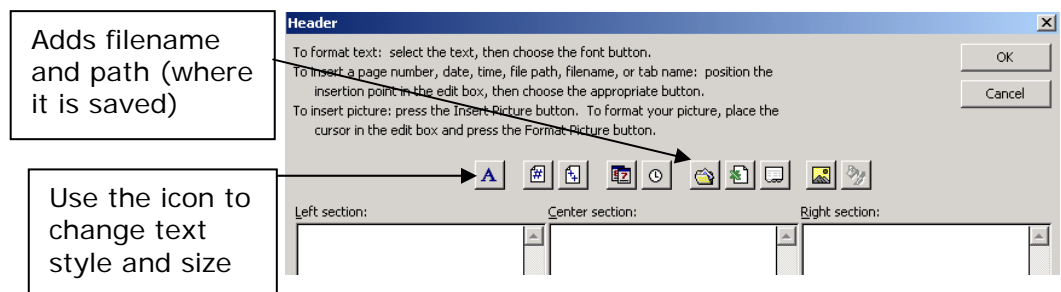 Adds filename
and path (where
it is saved)
Use the icon to
change text
style and size
Header
To format text: select the text, then choose the font button.
To insert a page number, date, time, file path, filename, or tab name: position the
insertion point in the edit box, then choose the appropriate button.
To insert picture: press the Insert Picture button. To format your picture, place the
cursor in the edit box and press the Format Picture button.
OK
Cancel
A
Left section:
Center section:
Right section: